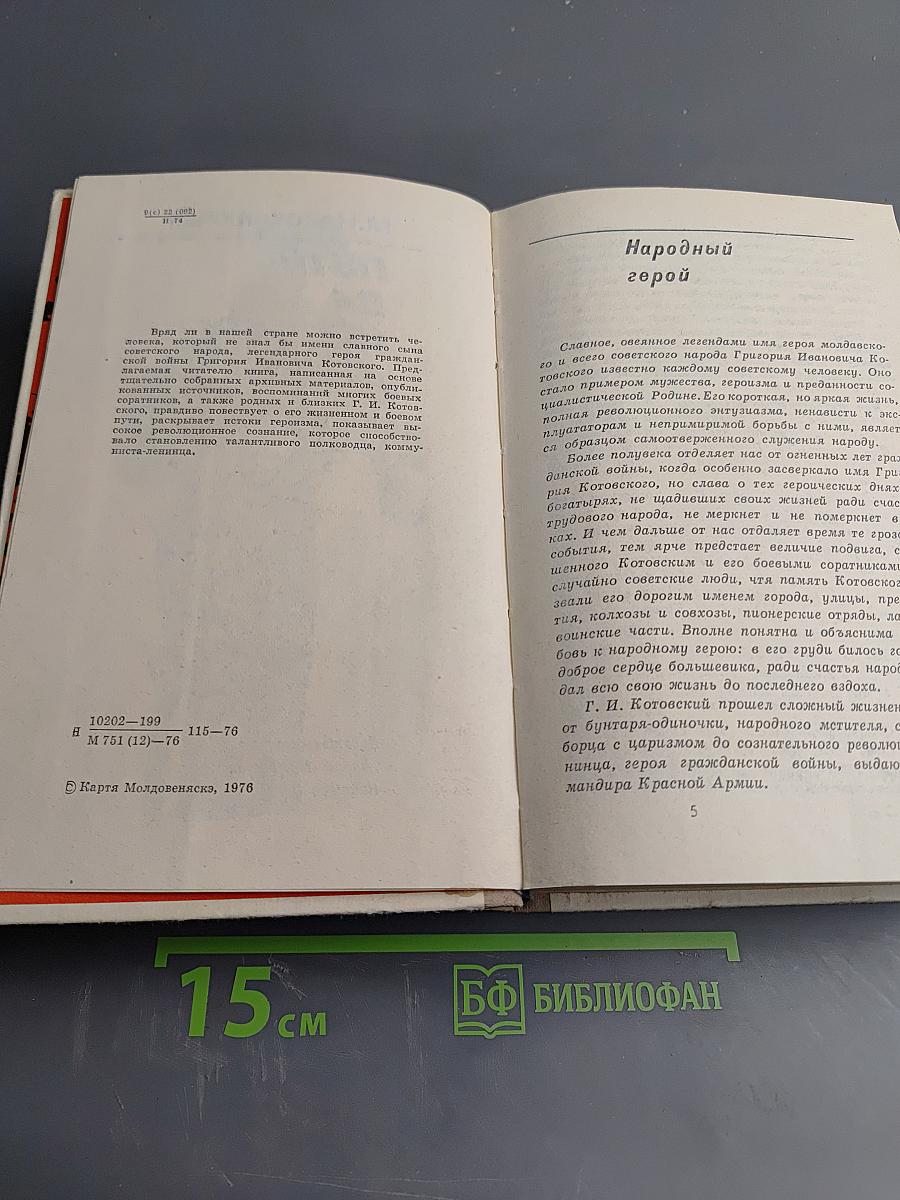 9(с) 22 (092)
Н 74
Вряд ли в нашей стране можно встретить че-
ловека, который не знал бы имени славного сына
советского народа, легендарного героя граждан-
ской войны Григория Ивановича Котовского. Пред-
лагаемая читателю книга, написанная на основе
тщательно собранных архивных материалов, опубли-
кованных источников, воспоминаний многих боевых
соратников, а также родных и близких Г. И. Котов-
ского, правдиво повествует о его жизненном и боевом
пути, раскрывает истоки героизма, показывает вы-
сокое революционное сознание, которое способство-
вало становлению талантливого полководца, комму-
ниста-ленинца.
Н 10202—199
М 751 (12)—76 115—76
© Картя Молдовеняскэ, 1976
Народный
герой
Славное, овеянное легендами имя героя молдавско-
го и всего советского народа Григория Ивановича Ко-
товского известно каждому советскому человеку. Оно
стало примером мужества, героизма и преданности со-
циалистической Родине. Его короткая, но яркая жизнь,
полная революционного энтузиазма, ненависти к экс-
плуататорам и непримиримой борьбы с ними, являет-
ся образцом самоотверженного служения народу.
Более полувека отделяет нас от огненных лет граж
данской войны, когда особенно засверкало имя Григ
рия Котовского, но слава о тех героических днях
богатырях, не щадивших своих жизней ради счас
трудового народа, не меркнет и не померкнет в
ках. И чем дальше от нас отдаляет время те гроз
события, тем ярче предстает величие подвига, с
шенного Котовским и его боевыми соратниками
случайно советские люди, чтя память Котовског
звали его дорогим именем города, улицы, пре
тия, колхозы и совхозы, пионерские отряды, ла
воинские части. Вполне понятна и объяснима
бовь к народному герою: в его груди билось го
доброе сердце большевика, ради счастья народ
дал всю свою жизнь до последнего вздоха.
Г. И. Котовский прошел сложный жизнен
от бунтаря-одиночки, народного мстителя, с
борца с царизмом до сознательного револю
нинца, героя гражданской войны, выдаю
мандира Красной Армии.
5
15 см
БФ БИБЛИОФАН